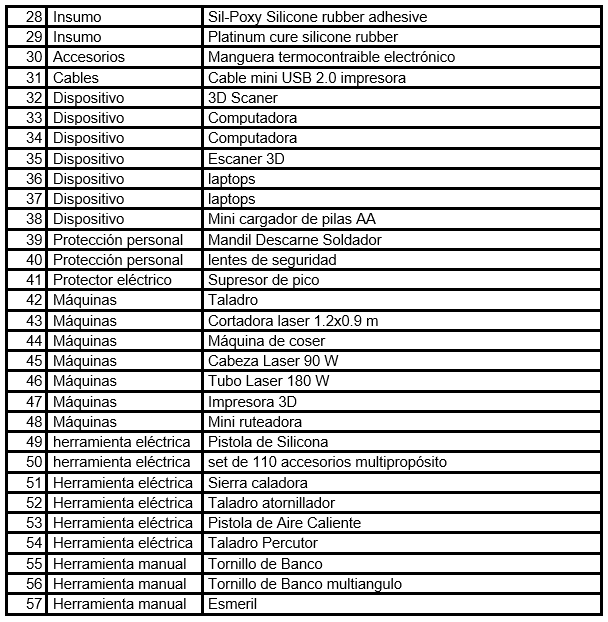 28 Insumo Sil-Poxy Silicone rubber adhesive
29 Insumo Platinum cure silicone rubber
30 Accesorios Manguera termocontraible electrónico
31 Cables Cable mini USB 2.0 impresora
32 Dispositivo 3D Scaner
33 Dispositivo Computadora
34 Dispositivo Computadora
35 Dispositivo Escaner 3D
36 Dispositivo laptops
37 Dispositivo laptops
38 Dispositivo Mini cargador de pilas AA
39 Protección personal Mandil Descarne Soldador
40 Protección personal lentes de seguridad
41 Protector eléctrico Supresor de pico
42 Máquinas Taladro
43 Máquinas Cortadora laser 1.2x0.9 m
44 Máquinas Máquina de coser
45 Máquinas Cabeza Laser 90 W
46 Máquinas Tubo Laser 180 W
47 Máquinas Impresora 3D
48 Máquinas Mini ruteadora
49 herramienta eléctrica Pistola de Silicona
50 herramienta eléctrica set de 110 accesorios multipropósito
51 Herramienta eléctrica Sierra caladora
52 Herramienta eléctrica Taladro atornillador
53 Herramienta eléctrica Pistola de Aire Caliente
54 Herramienta eléctrica Taladro Percutor
55 Herramienta manual Tornillo de Banco
56 Herramienta manual Tornillo de Banco multiangulo
57 Herramienta manual Esmeril